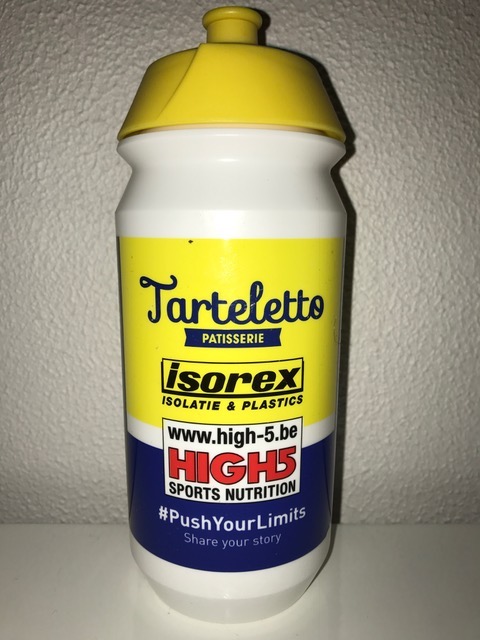 Tarteletto
PATISSERIE
isorex
ISOLATIE & PLASTICS
www.high-5.be
HIGH5
SPORTS NUTRITION
#PushYourLimits
Share your story